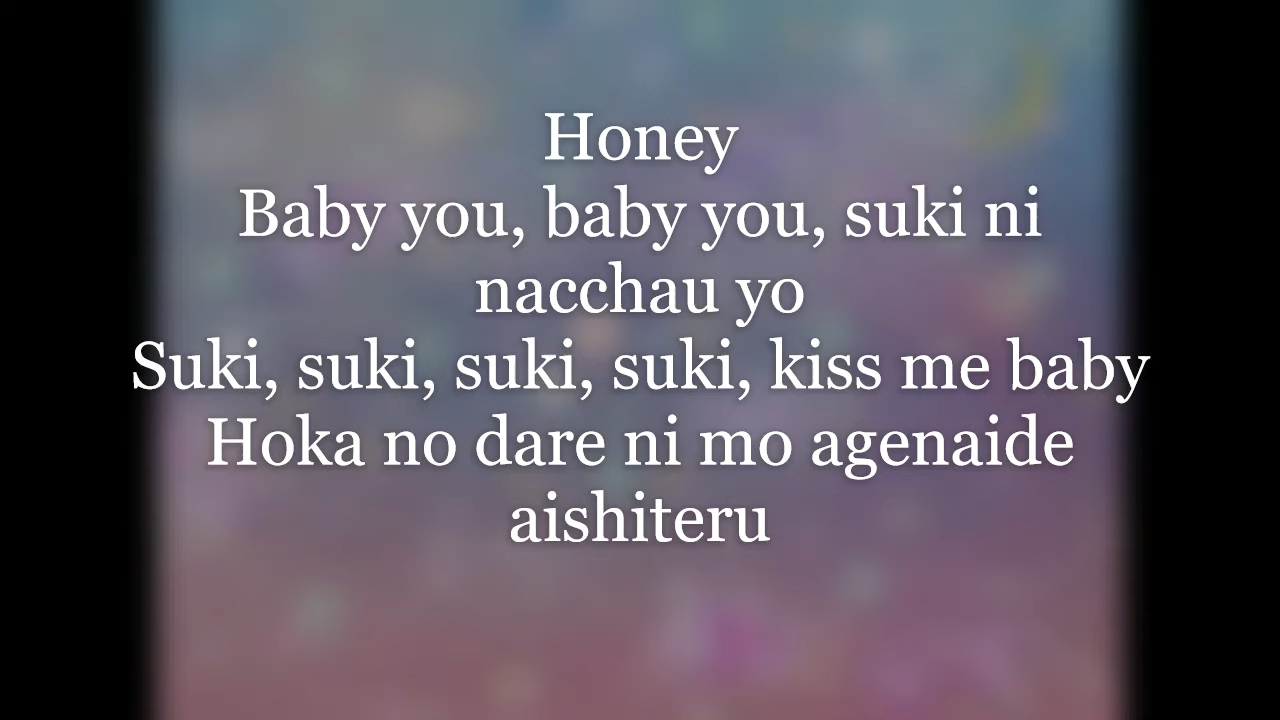 Honey
Baby you, baby you, suki ni
nacchau yo
Suki, suki, suki, suki, kiss me baby
Hoka no dare ni mo agenaide
aishiteru